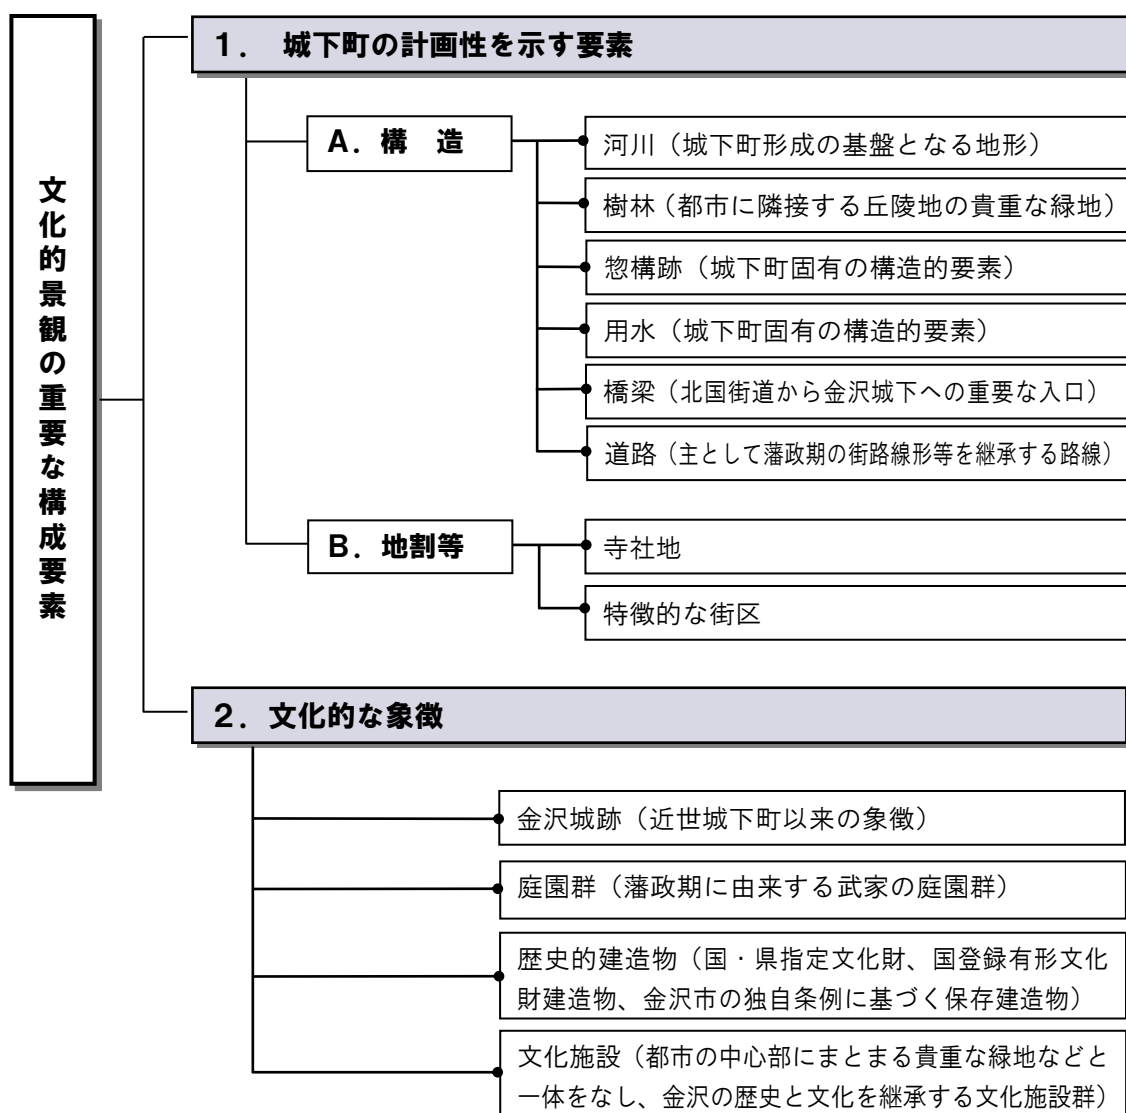 文化的景観の重要な構成要素
1. 城下町の計画性を示す要素
A. 構 造
河川(城下町形成の基盤となる地形)
樹林(都市に隣接する丘陵地の貴重な緑地)
惣構跡(城下町固有の構造的要素)
用水(城下町固有の構造的要素)
橋梁(北国街道から金沢城下への重要な入口)
道路(主として藩政期の街路線形等を継承する路線)
B. 地割等
寺社地
特徴的な街区
2. 文化的な象徴
金沢城跡(近世城下町以来の象徴)
庭園群(藩政期に由来する武家の庭園群)
歴史的建造物(国・県指定文化財、国登録有形文化
財建造物、金沢市の独自条例に基づく保存建造物)
文化施設(都市の中心部にまとまる貴重な緑地などと
一体をなし、金沢の歴史と文化を継承する文化施設群)